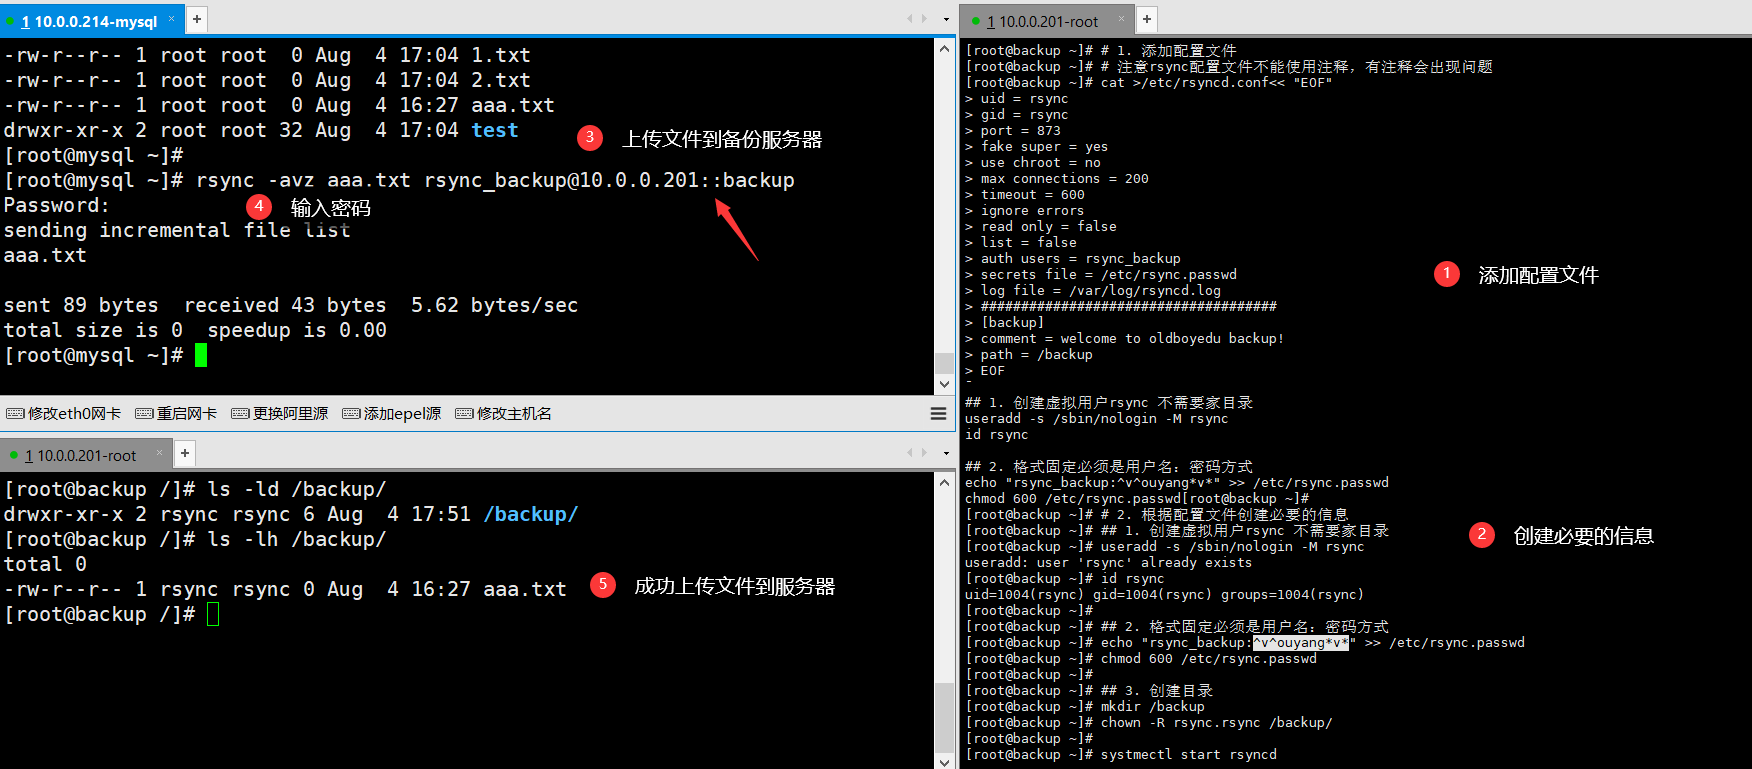 1 10.0.0.214-mysql × +
-rw-r--r-- 1 root root  0 Aug  4 17:04 1.txt
-rw-r--r-- 1 root root  0 Aug  4 17:04 2.txt
-rw-r--r-- 1 root root  0 Aug  4 16:27 aaa.txt
drwxr-xr-x 2 root root 32 Aug  4 17:04 test
3 上传文件到备份服务器
[root@mysql ~]#
[root@mysql ~]# rsync -avz aaa.txt rsync_backup@10.0.0.201::backup
Password:
4 输入密码
sending incremental file list
aaa.txt
sent 89 bytes  received 43 bytes  5.62 bytes/sec
total size is 0  speedup is 0.00
[root@mysql ~]#
修改eth0网卡 重启网卡 更换阿里源 添加epel源 修改主机名
1 10.0.0.201-root × +
[root@backup /]# ls -ld /backup/
drwxr-xr-x 2 rsync rsync 6 Aug  4 17:51 /backup/
[root@backup /]# ls -lh /backup/
total 0
-rw-r--r-- 1 rsync rsync 0 Aug  4 16:27 aaa.txt
5 成功上传文件到服务器
[root@backup /]#
1 10.0.0.201-root × +
[root@backup ~]# # 1. 添加配置文件
[root@backup ~]# # 注意rsync配置文件不能使用注释，有注释会出现问题
[root@backup ~]# cat >/etc/rsyncd.conf<< "EOF"
> uid = rsync
> gid = rsync
> port = 873
> fake super = yes
> use chroot = no
> max connections = 200
> timeout = 600
> ignore errors
> read only = false
> list = false
> auth users = rsync_backup
> secrets file = /etc/rsync.passwd
1 添加配置文件
> log file = /var/log/rsyncd.log
> #####################################
> [backup]
> comment = welcome to oldboyedu backup!
> path = /backup
> EOF
## 1. 创建虚拟用户rsync 不需要家目录
useradd -s /sbin/nologin -M rsync
id rsync
## 2. 格式固定必须是用户名：密码方式
echo "rsync_backup:^v^ouyang*v*" >> /etc/rsync.passwd
chmod 600 /etc/rsync.passwd[root@backup ~]#
[root@backup ~]# # 2. 根据配置文件创建必要的信息
[root@backup ~]# ## 1. 创建虚拟用户rsync 不需要家目录
2 创建必要的信息
[root@backup ~]# useradd -s /sbin/nologin -M rsync
useradd: user 'rsync' already exists
[root@backup ~]# id rsync
uid=1004(rsync) gid=1004(rsync) groups=1004(rsync)
[root@backup ~]#
[root@backup ~]# ## 2. 格式固定必须是用户名：密码方式
[root@backup ~]# echo "rsync_backup:^v^ouyang*v*" >> /etc/rsync.passwd
[root@backup ~]# chmod 600 /etc/rsync.passwd
[root@backup ~]#
[root@backup ~]# ## 3. 创建目录
[root@backup ~]# mkdir /backup
[root@backup ~]# chown -R rsync.rsync /backup/
[root@backup ~]#
[root@backup ~]# systmectl start rsyncd